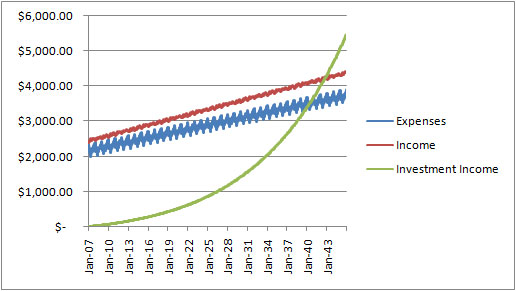 $6,000.00
$5,000.00
$4,000.00
$3,000.00
$2,000.00
$1,000.00
$-
Jan-07
Jan-10
Jan-13
Jan-16
Jan-19
Jan-22
Jan-25
Jan-28
Jan-31
Jan-34
Jan-37
Jan-40
Jan-43
Expenses
Income
Investment Income